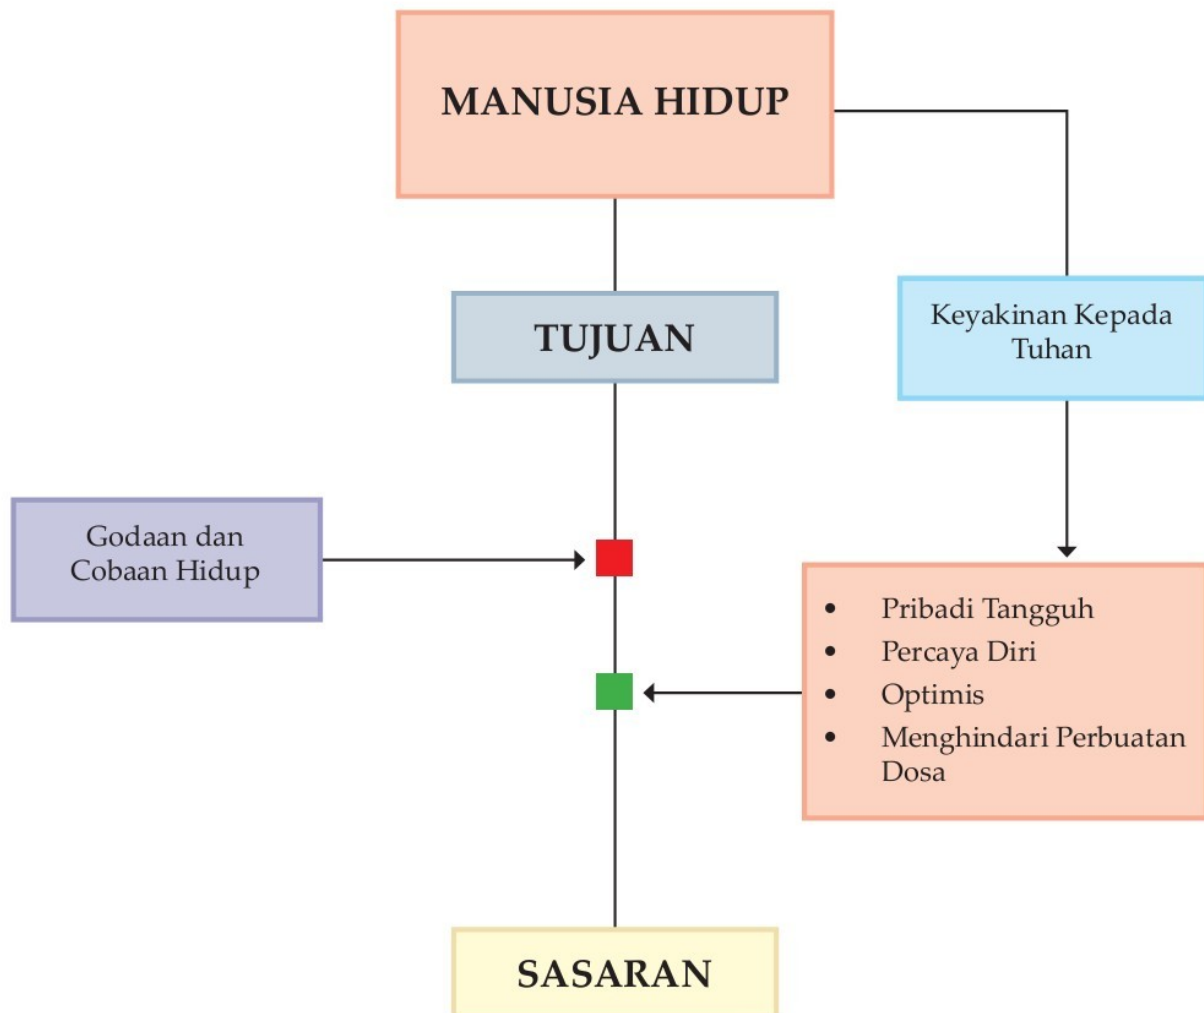 MANUSIA HIDUP
TUJUAN
Keyakinan Kepada
Tuhan
Godaan dan
Cobaan Hidup
• Pribadi Tangguh
• Percaya Diri
• Optimis
• Menghindari Perbuatan
Dosa
SASARAN